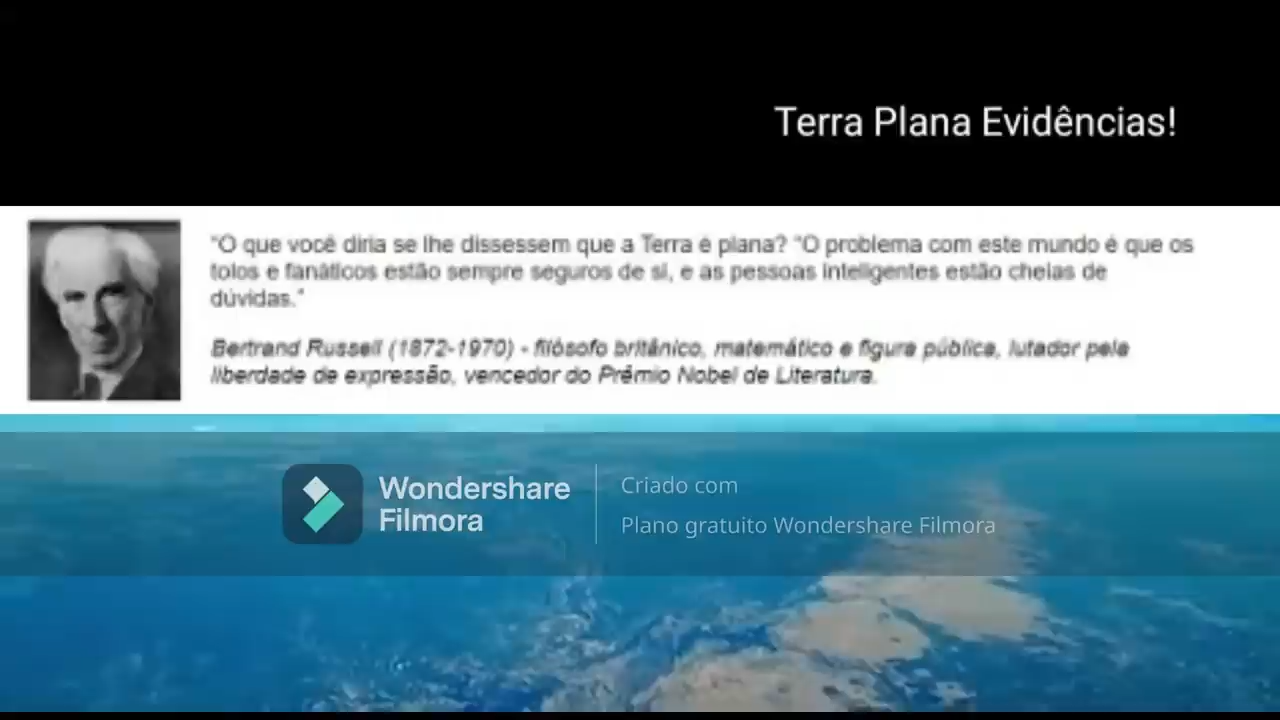 Terra Plana Evidências!
"O que você diria se lhe dissessem que a Terra é plana? "O problema com este mundo é que os
tolos e fanáticos estão sempre seguros de si, e as pessoas inteligentes estão cheias de
dúvidas."
Bertrand Russell (1872-1970) - filósofo britânico, matemático e figura pública, lutador pela
liberdade de expressão, vencedor do Prêmio Nobel de Literatura.
Wondershare
Filmora
Criado com
Plano gratuito Wondershare Filmora